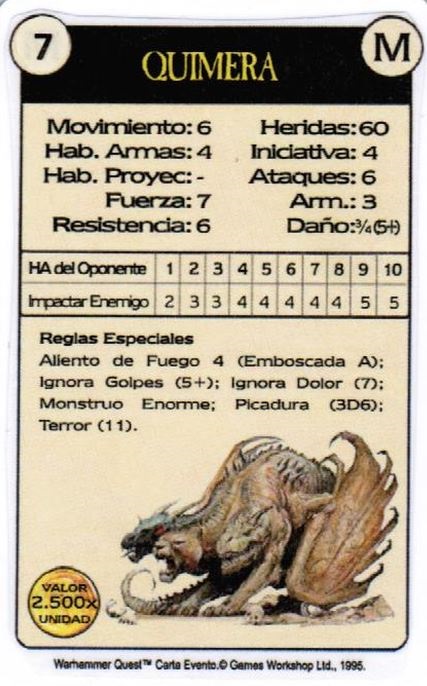 7
M
QUIMERA
Movimiento: 6 Heridas: 60
Hab. Armas: 4 Iniciativa: 4
Hab. Proyec: - Ataques: 6
Fuerza: 7 Arm.: 3
Resistencia: 6 Daño: ¾ (5+)
HA del Oponente 1 2 3 4 5 6 7 8 9 10
Impactar Enemigo 2 3 3 4 4 4 4 4 5 5
Reglas Especiales
Aliento de Fuego 4 (Emboscada A);
Ignora Golpes (5+); Ignora Dolor (7);
Monstruo Enorme; Picadura (3D6);
Terror (11).
VALOR
2.500x
UNIDAD
Warhammer Quest™ Carta Evento.© Games Workshop Ltd., 1995.